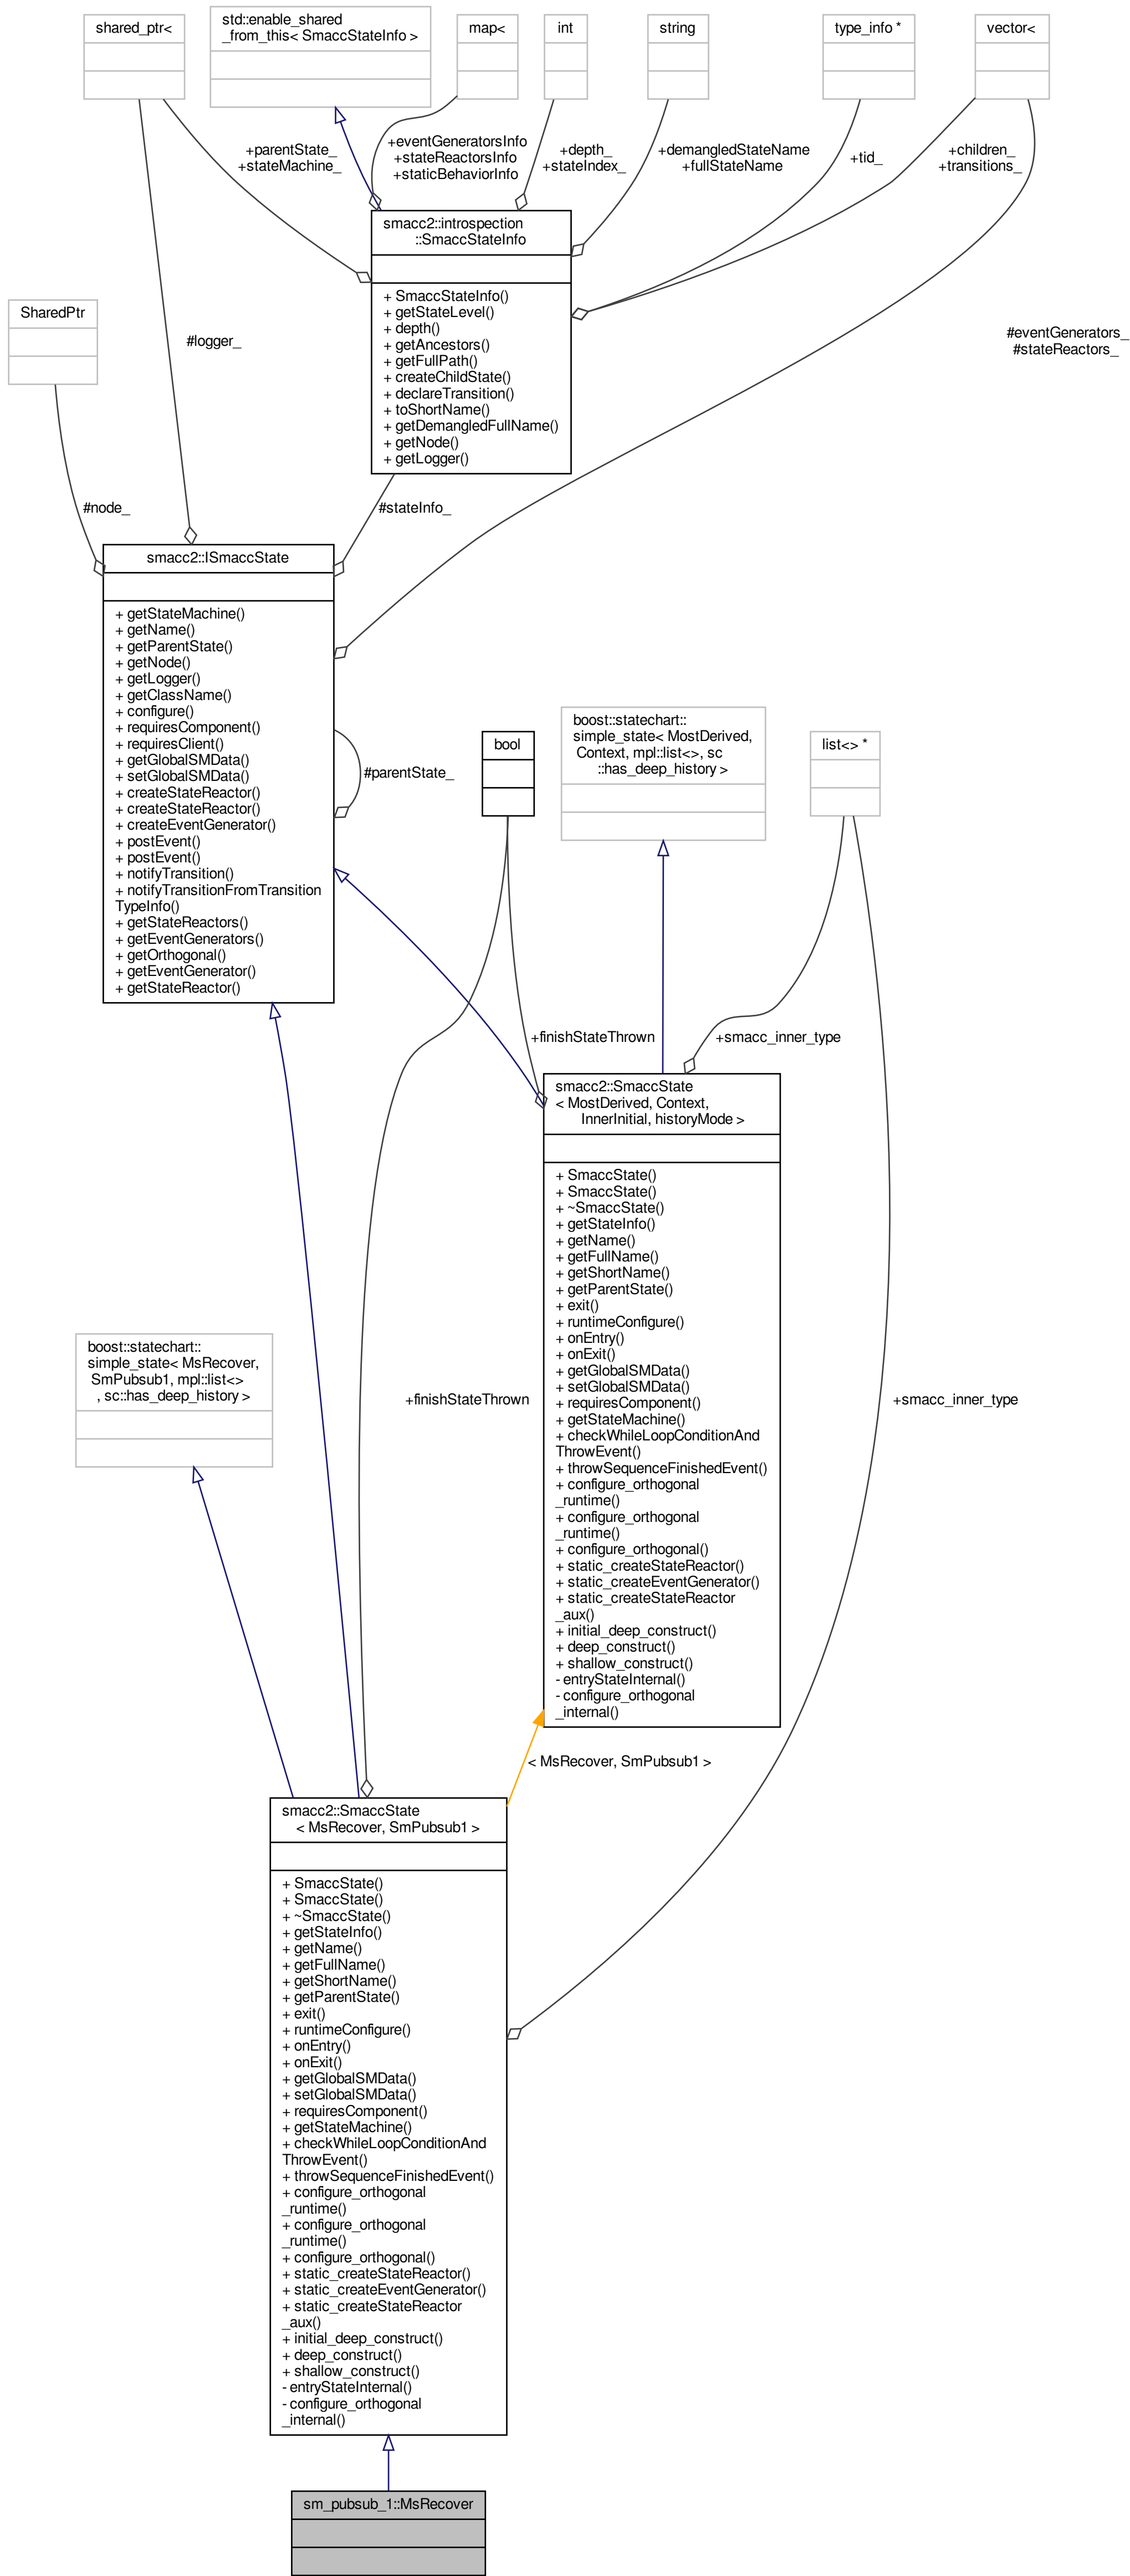 shared_ptr<
std::enable_shared
_from_this< SmaccStateInfo >
map<
int
string
type_info *
vector<
+parentState_
+stateMachine_
+eventGeneratorsInfo
+stateReactorsInfo
+staticBehaviorInfo
+depth_
+stateIndex_
+demangledStateName
+fullStateName
+tid_
+children_
+transitions_
smacc2::introspection
::SmaccStateInfo
+ SmaccStateInfo()
+ getStateLevel()
+ depth()
+ getAncestors()
+ getFullPath()
+ createChildState()
+ declareTransition()
+ toShortName()
+ getDemangledFullName()
+ getNode()
+ getLogger()
SharedPtr
#logger_
#eventGenerators_
#stateReactors_
#node_
#stateInfo_
smacc2::ISmaccState
+ getStateMachine()
+ getName()
+ getParentState()
+ getNode()
+ getLogger()
+ getClassName()
+ configure()
+ requiresComponent()
+ requiresClient()
+ getGlobalSMData()
+ setGlobalSMData()
+ createStateReactor()
+ createStateReactor()
+ createEventGenerator()
+ postEvent()
+ postEvent()
+ notifyTransition()
+ notifyTransitionFromTransition
TypeInfo()
+ getStateReactors()
+ getEventGenerators()
+ getOrthogonal()
+ getEventGenerator()
+ getStateReactor()
#parentState_
bool
boost::statechart::
simple_state< MostDerived,
Context, mpl::list<>, sc
::has_deep_history >
list<> *
+finishStateThrown
+smacc_inner_type
smacc2::SmaccState
< MostDerived, Context,
InnerInitial, historyMode >
+ SmaccState()
+ SmaccState()
+ ~SmaccState()
+ getStateInfo()
+ getName()
+ getFullName()
+ getShortName()
+ getParentState()
+ exit()
+ runtimeConfigure()
+ onEntry()
+ onExit()
+ getGlobalSMData()
+ setGlobalSMData()
+ requiresComponent()
+ getStateMachine()
+ checkWhileLoopConditionAnd
ThrowEvent()
+ throwSequenceFinishedEvent()
+ configure_orthogonal
_runtime()
+ configure_orthogonal
_runtime()
+ configure_orthogonal()
+ static_createStateReactor()
+ static_createEventGenerator()
+ static_createStateReactor
_aux()
+ initial_deep_construct()
+ deep_construct()
+ shallow_construct()
- entryStateInternal()
- configure_orthogonal
_internal()
boost::statechart::
simple_state< MsRecover,
SmPubsub1, mpl::list<>
, sc::has_deep_history >
+finishStateThrown
+smacc_inner_type
< MsRecover, SmPubsub1 >
smacc2::SmaccState
< MsRecover, SmPubsub1 >
+ SmaccState()
+ SmaccState()
+ ~SmaccState()
+ getStateInfo()
+ getName()
+ getFullName()
+ getShortName()
+ getParentState()
+ exit()
+ runtimeConfigure()
+ onEntry()
+ onExit()
+ getGlobalSMData()
+ setGlobalSMData()
+ requiresComponent()
+ getStateMachine()
+ checkWhileLoopConditionAnd
ThrowEvent()
+ throwSequenceFinishedEvent()
+ configure_orthogonal
_runtime()
+ configure_orthogonal
_runtime()
+ configure_orthogonal()
+ static_createStateReactor()
+ static_createEventGenerator()
+ static_createStateReactor
_aux()
+ initial_deep_construct()
+ deep_construct()
+ shallow_construct()
- entryStateInternal()
- configure_orthogonal
_internal()
sm_pubsub_1::MsRecover